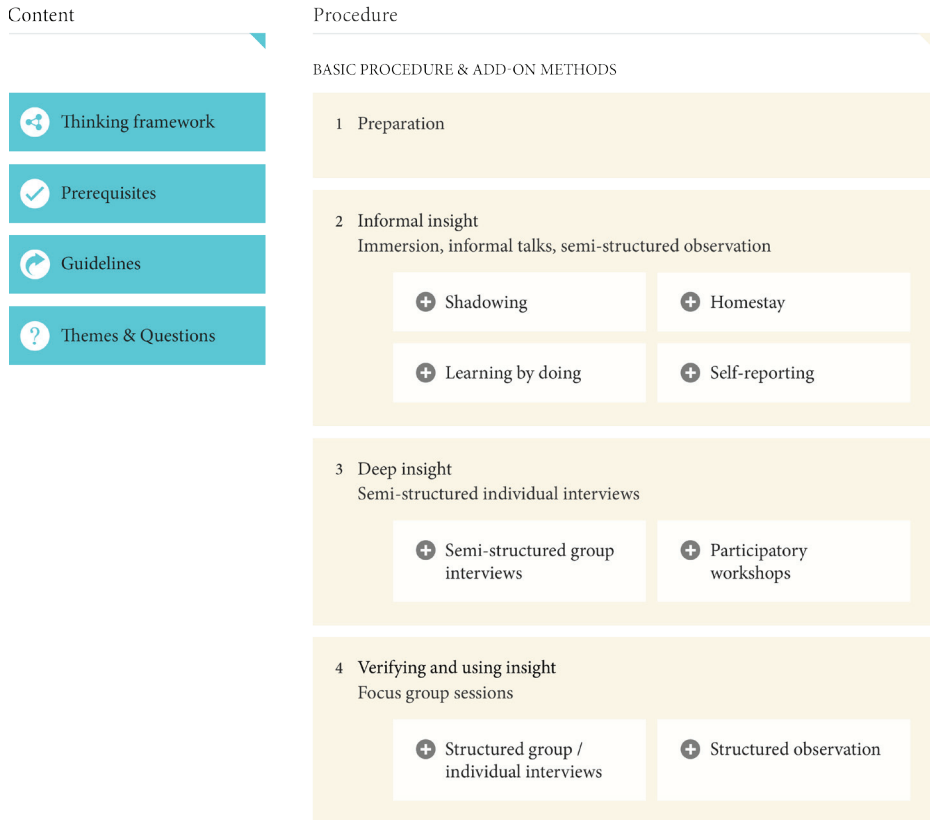 Content
Thinking framework
Prerequisites
Guidelines
?
Themes & Questions
Procedure
BASIC PROCEDURE & ADD-ON METHODS
1 Preparation
2 Informal insight
Immersion, informal talks, semi-structured observation
Shadowing
Homestay
Learning by doing
Self-reporting
3 Deep insight
Semi-structured individual interviews
Semi-structured group
interviews
Participatory
workshops
4 Verifying and using insight
Focus group sessions
Structured group /
individual interviews
Structured observation